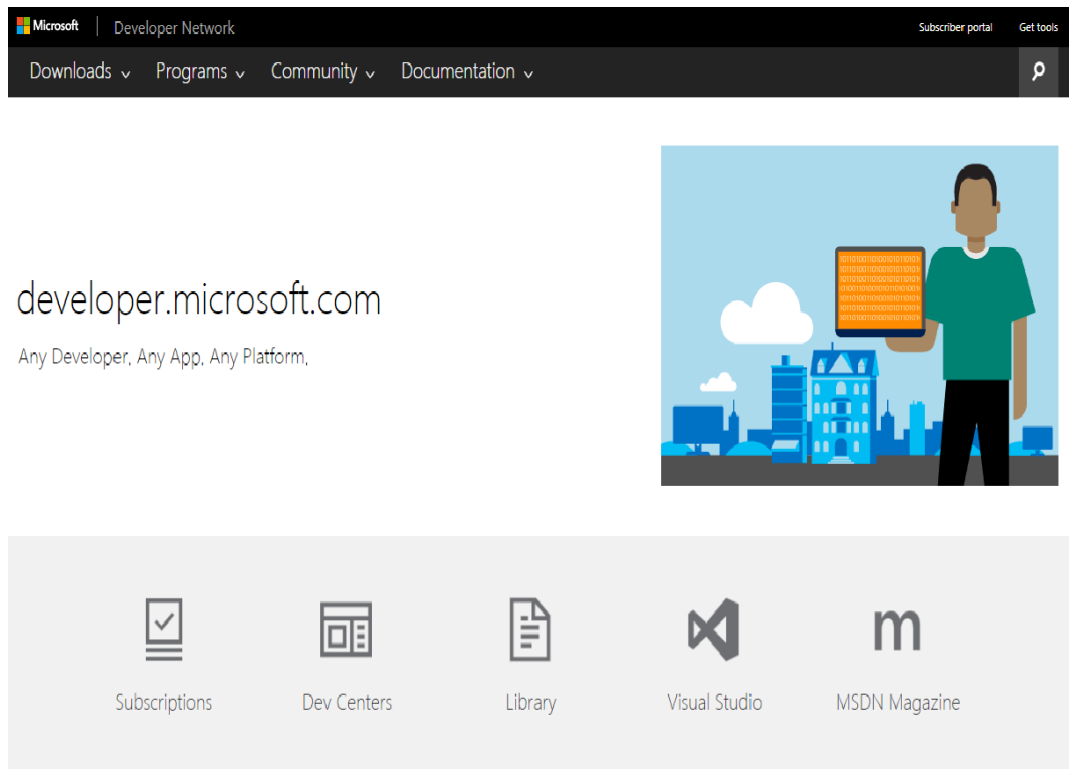 Microsoft Developer Network Subscriber portal Get tools
Downloads Programs Community Documentation
developer.microsoft.com
Any Developer, Any App, Any Platform,
Subscriptions Dev Centers Library Visual Studio MSDN Magazine